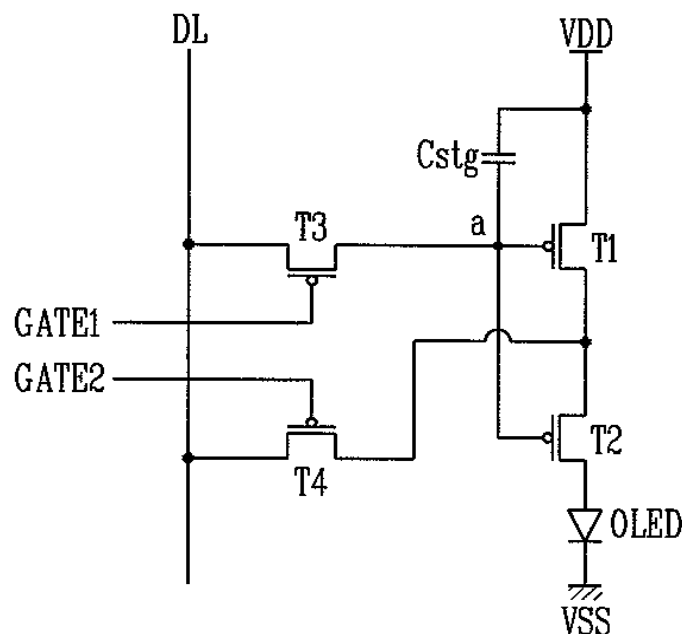 DL
VDD
Cstg
T3
a
T1
GATE1
GATE2
T2
T4
OLED
VSS